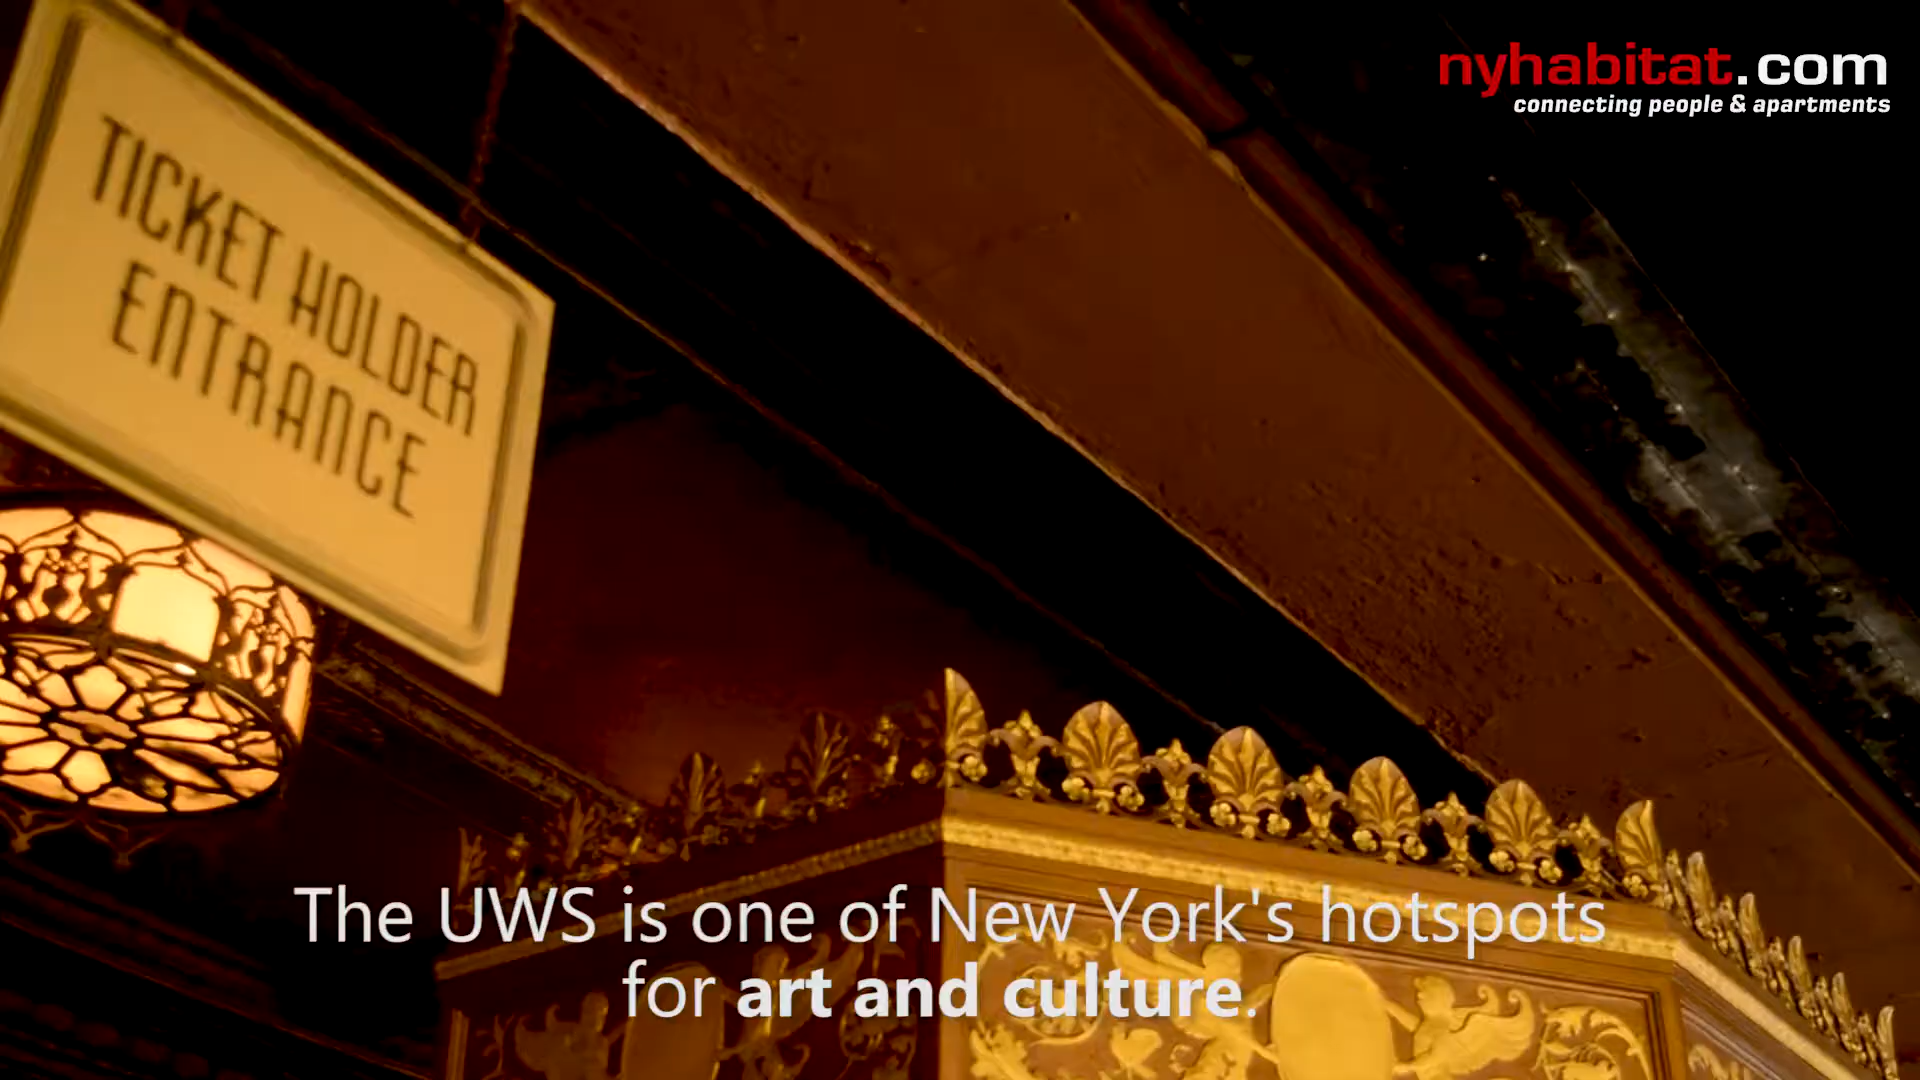 nyhabitat.com
connecting people & apartments
TICKET HOLDER
ENTRANCE
The UWS is one of New York's hotspots
for art and culture.